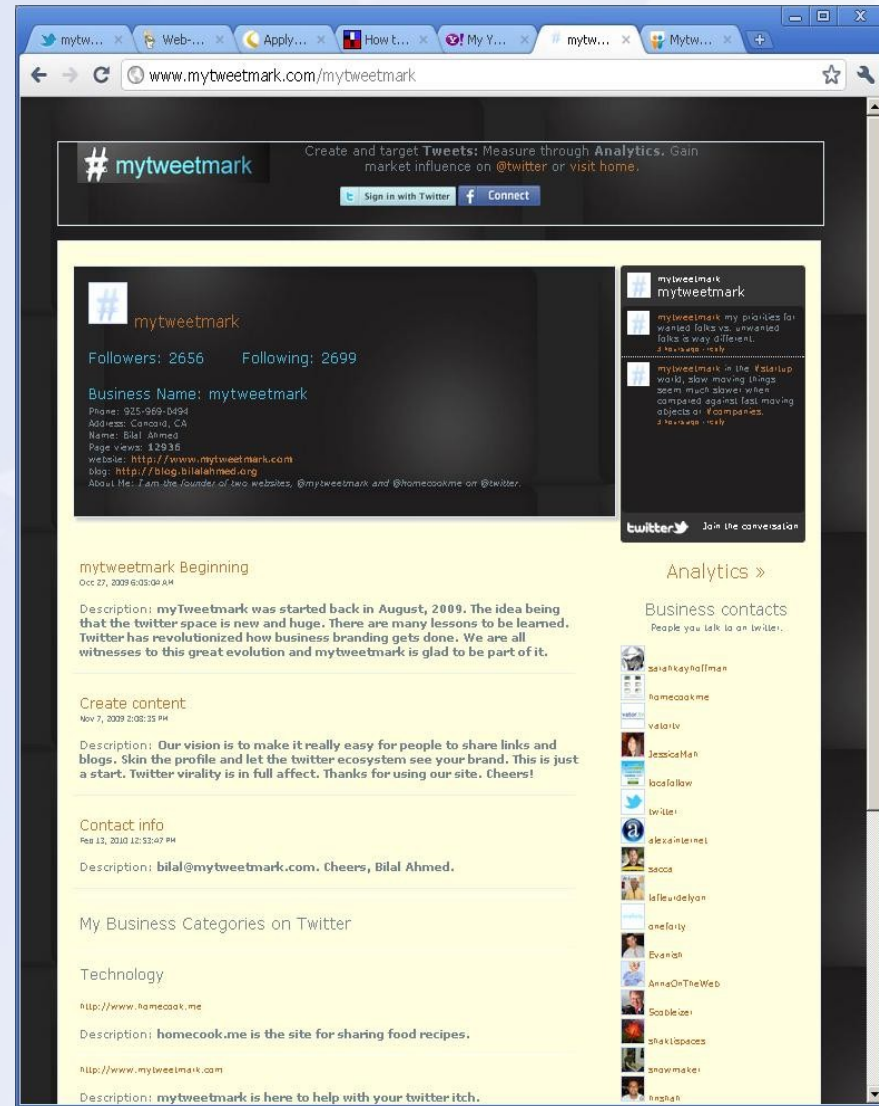 mytw...
Web-...
Apply...
How t...
My Y...
mytw...
Mytw...
www.mytweetmark.com/mytweetmark
# mytweetmark
Create and target Tweets: Measure through Analytics. Gain
market influence on @twitter or visit home.
Sign in with Twitter
f Connect
# mytweetmark
Followers: 2656 Following: 2699
Business Name: mytweetmark
Phone: 925-969-0494
Address: Concord, CA
Name: Bilal Ahmed
Page views: 12936
website: http://www.mytweetmark.com
blog: http://blog.bilalahmed.org
About Me: I am the founder of two websites, @mytweetmark and @homecookme on @twitter.
mytweetmark
mytweetmark
mytweetmark my priorities for
wanted folks vs. unwanted
folks is way different.
mytweetmark in the #startup
world, slow moving things
seem much slower when
compared against fast moving
objects or #companies.
twitter Join the conversation
mytweetmark Beginning
Oct 27, 2009 6:05:04 AM
Description: myTweetmark was started back in August, 2009. The idea being
that the twitter space is new and huge. There are many lessons to be learned.
Twitter has revolutionized how business branding gets done. We are all
witnesses to this great evolution and mytweetmark is glad to be part of it.
Create content
Nov 7, 2009 2:08:35 PM
Description: Our vision is to make it really easy for people to share links and
blogs. Skin the profile and let the twitter ecosystem see your brand. This is just
a start. Twitter virality is in full affect. Thanks for using our site. Cheers!
Contact info
Feb 13, 2010 12:53:47 PM
Description: bilal@mytweetmark.com. Cheers, Bilal Ahmed.
My Business Categories on Twitter
Technology
http://www.homecook.me
Description: homecook.me is the site for sharing food recipes.
http://www.mytweetmark.com
Description: mytweetmark is here to help with your twitter itch.
Analytics »
Business contacts
People you talk to on twitter.
sarahkayhoffman
homecookme
vatortv
JessicaMah
locafollow
twitter
alexainternet
sacca
lafleurdelyon
oneforty
Evanish
AnnaOnTheWeb
Scobleizer
shaktispaces
snowmaker